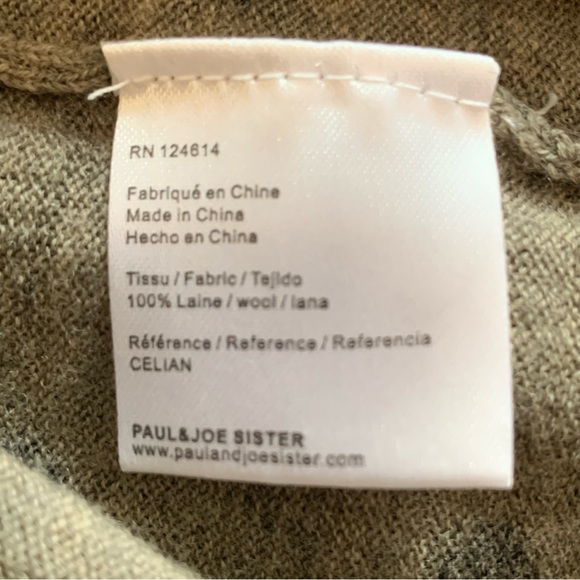 RN 124614
Fabriqué en Chine
Made in China
Hecho en China
Tissu / Fabric / Tejido
100% Laine / wool / lana
Référence / Reference / Referencia
CELIAN
PAUL&JOE SISTER
www.paulandjoesister.com